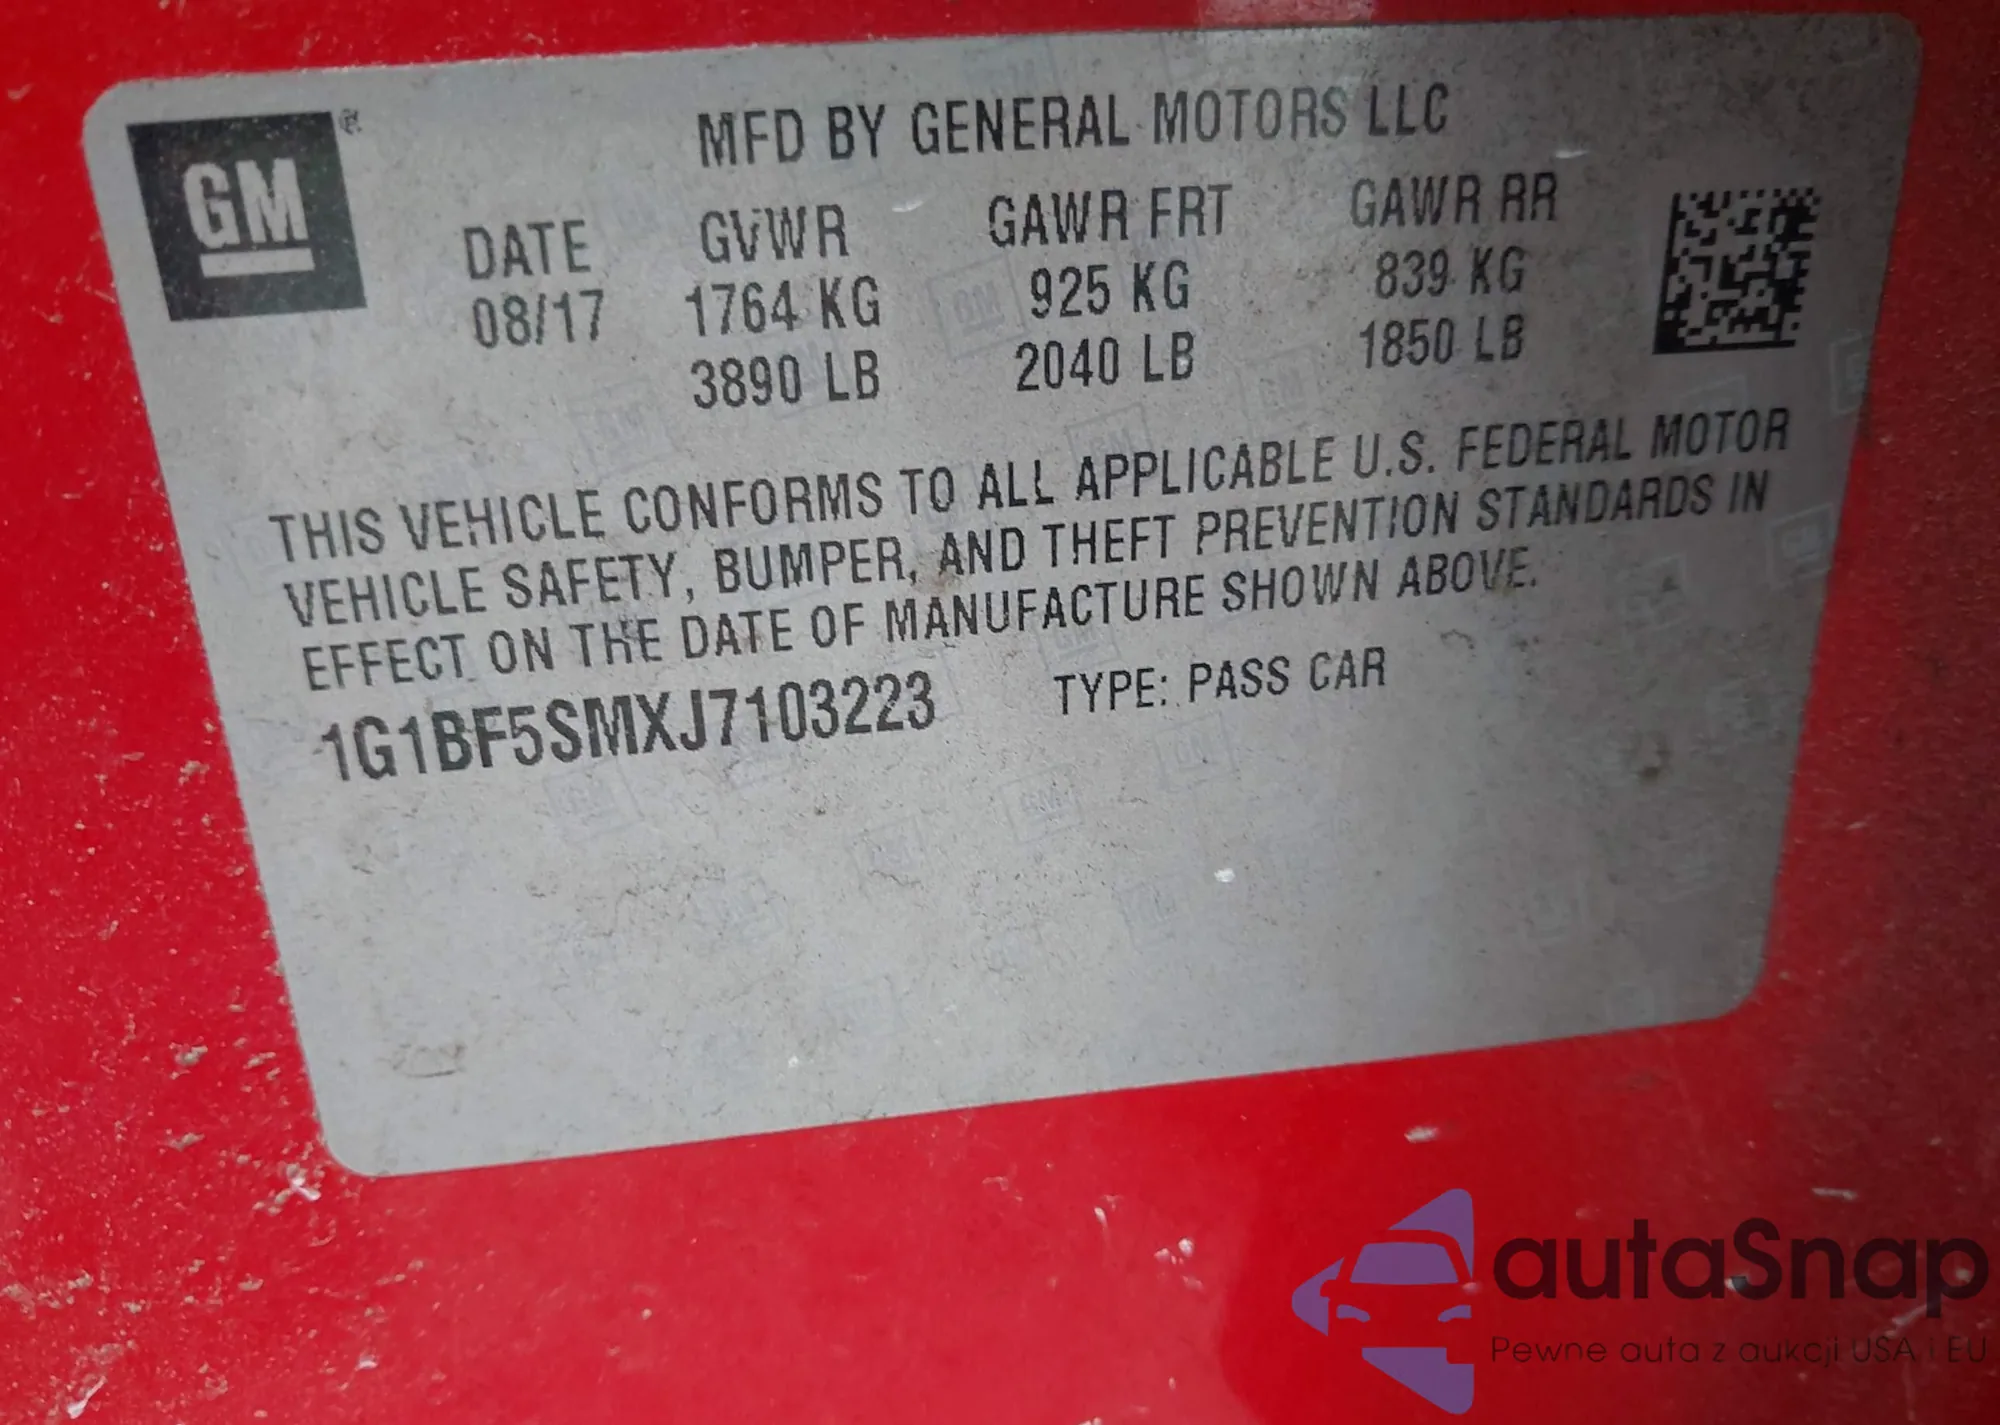 GM
MFD BY GENERAL MOTORS LLC
DATE GVWR GAWR FRT GAWR RR
08/17 1764 KG 925 KG 839 KG
3890 LB 2040 LB 1850 LB
THIS VEHICLE CONFORMS TO ALL APPLICABLE U.S. FEDERAL MOTOR
VEHICLE SAFETY, BUMPER, AND THEFT PREVENTION STANDARDS IN
EFFECT ON THE DATE OF MANUFACTURE SHOWN ABOVE.
1G1BF5SMXJ7103223 TYPE: PASS CAR
autaSnap
Pewne auta z aukcji USA i EU